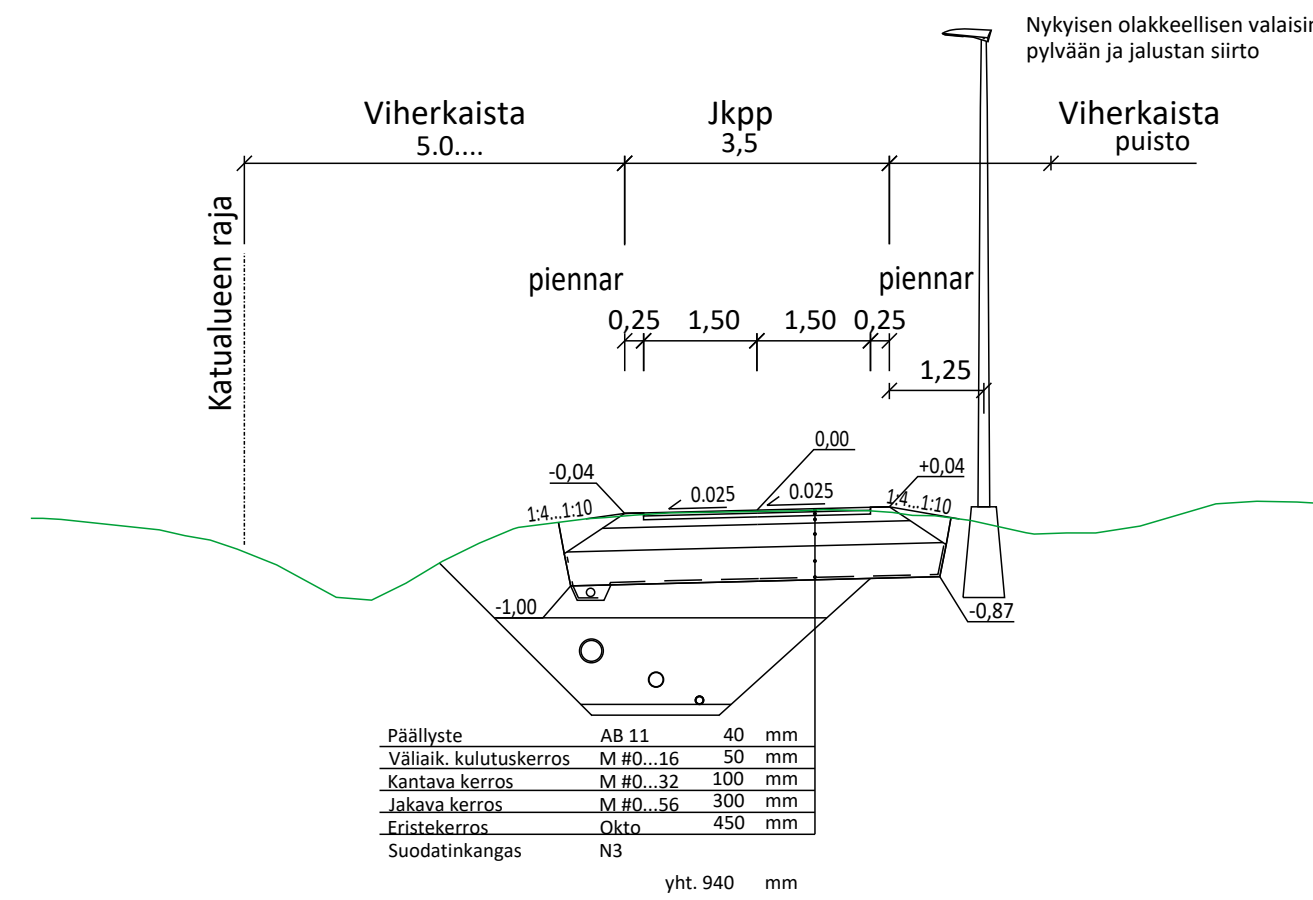 Nykyisen olakkeellisen valaisin
pylvään ja jalustan siirto
Viherkaista
5.0....
Jkpp
3,5
Viherkaista
puisto
Katualueen raja
piennar
piennar
0,25 1,50 1,50 0,25
1,25
0,00
-0,04
+0,04
0.025
0.025
1:4...1:10
1:4...1:10
-1,00
-0,87
Päällyste AB 11 40 mm
Väliaik. kulutuskerros M #0...16 50 mm
Kantava kerros M #0...32 100 mm
Jakava kerros M #0...56 300 mm
Eristekerros Okto 450 mm
Suodatinkangas N3
yht. 940 mm